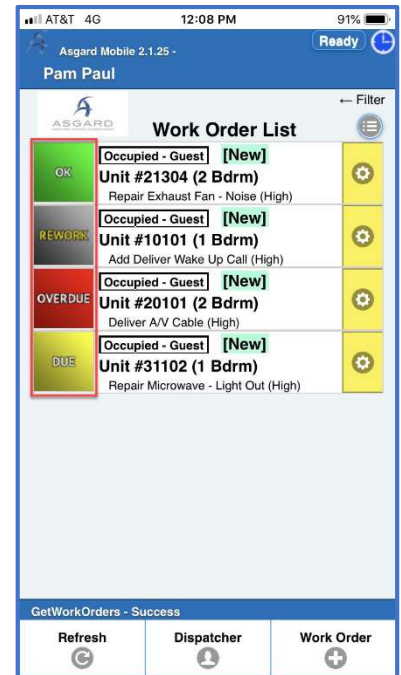 AT&T 4G 12:08 PM 91%
Asgard Mobile 2.1.25 - Ready
Pam Paul
← Filter
ASGARD Work Order List
OK Occupied - Guest [New]
Unit #21304 (2 Bdrm)
Repair Exhaust Fan - Noise (High)
REWORK Occupied - Guest [New]
Unit #10101 (1 Bdrm)
Add Deliver Wake Up Call (High)
OVERDUE Occupied - Guest [New]
Unit #20101 (2 Bdrm)
Deliver A/V Cable (High)
DUE Occupied - Guest [New]
Unit #31102 (1 Bdrm)
Repair Microwave - Light Out (High)
GetWorkOrders - Success
Refresh Dispatcher Work Order